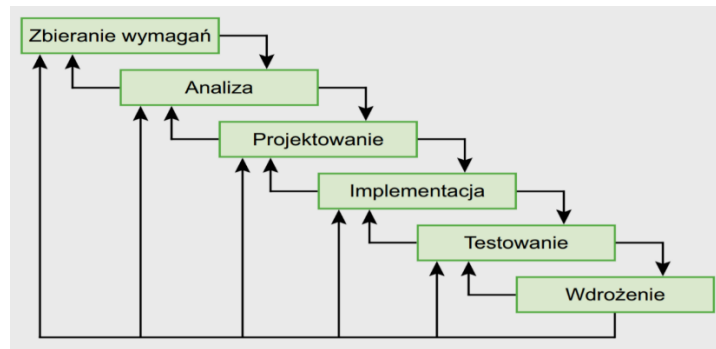 Zbieranie wymagań
Analiza
Projektowanie
Implementacja
Testowanie
Wdrożenie